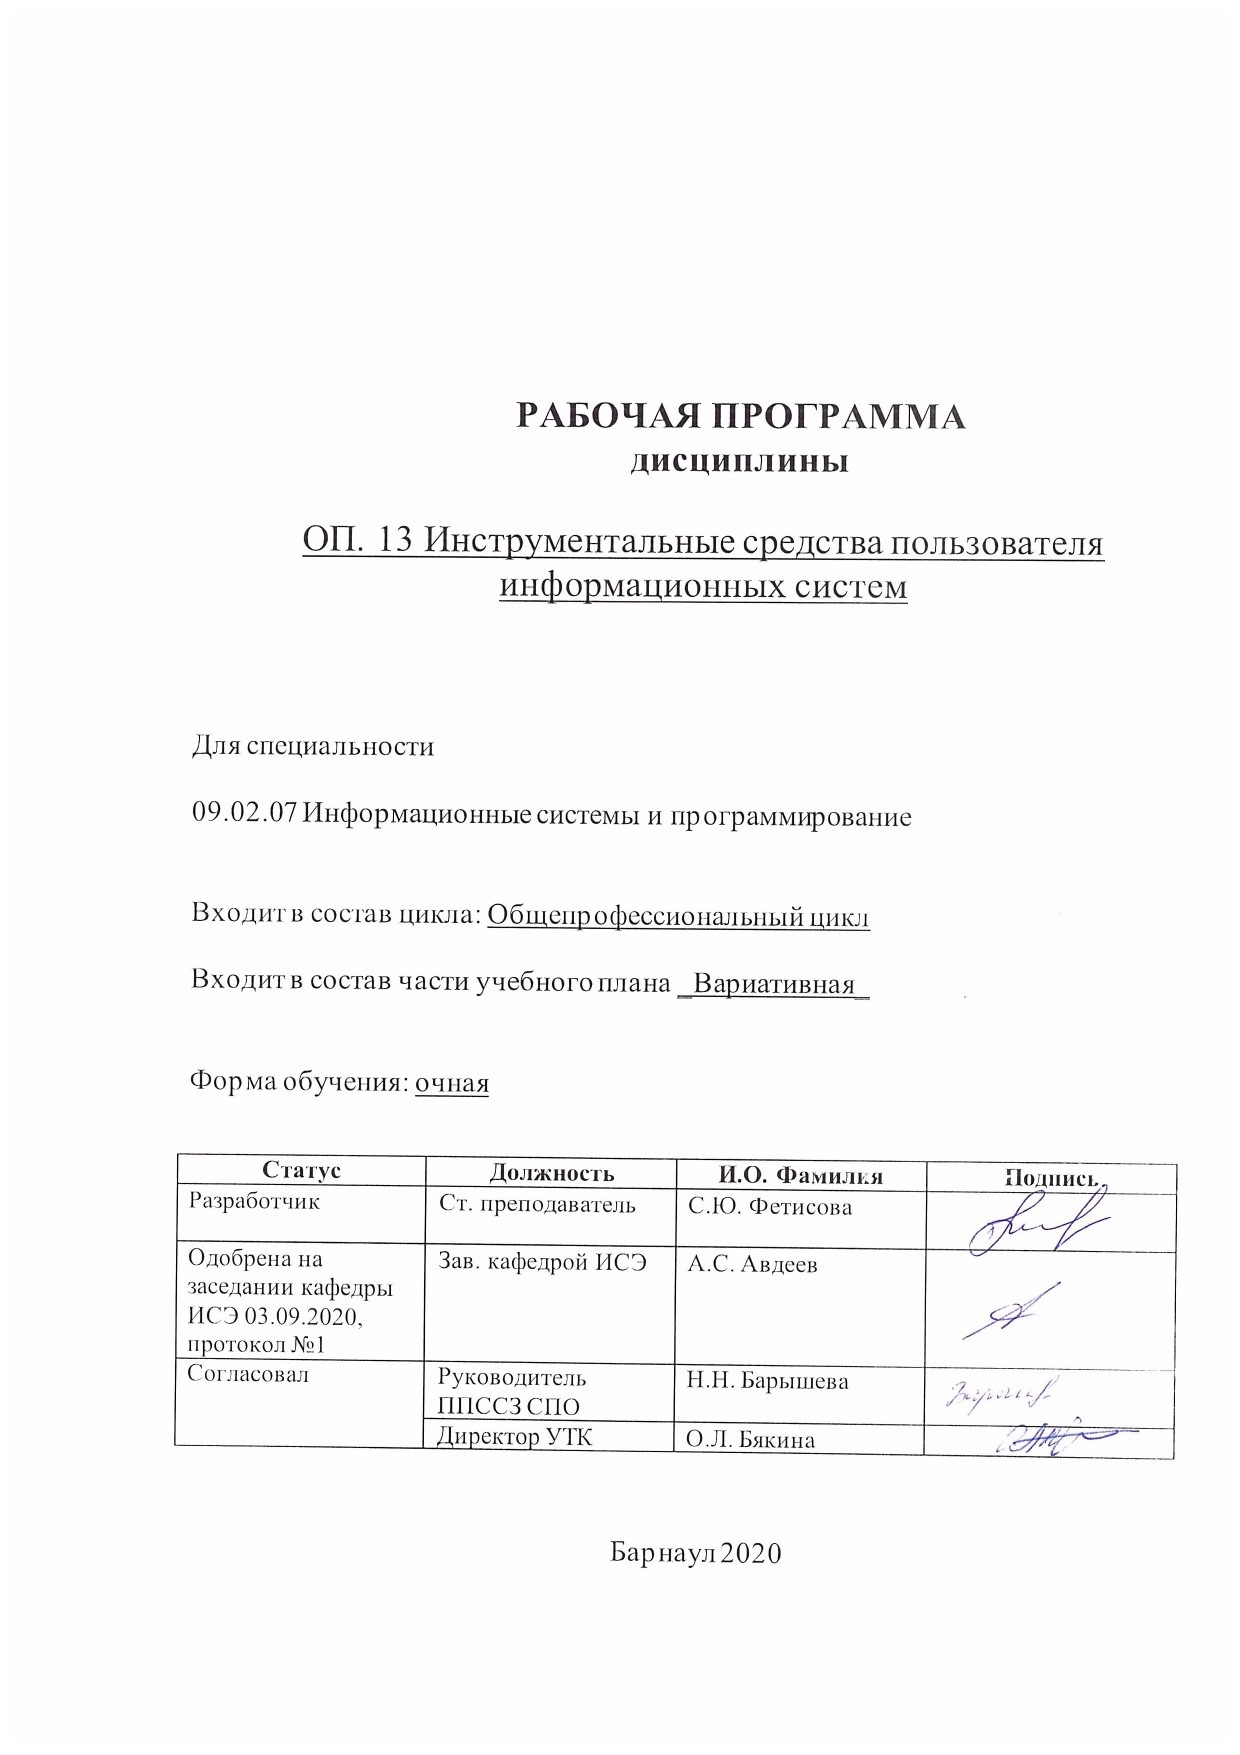 РАБОЧАЯ ПРОГРАММА
дисциплины
ОП. 13 Инструментальные средства пользователя
информационных систем
Для специальности
09.02.07 Информационные системы и программирование
Входит в состав цикла: Общепрофессиональный цикл
Входит в состав части учебного плана _Вариативная_
Форма обучения: очная
Статус Должность И.О. Фамилия Подпись
Разработчик Ст. преподаватель С.Ю. Фетисова
Одобрена на Зав. кафедрой ИСЭ А.С. Авдеев
заседании кафедры
ИСЭ 03.09.2020,
протокол №1
Согласовал Руководитель Н.Н. Барышева
ППССЗ СПО
Директор УТК О.Л. Бякина
Барнаул 2020